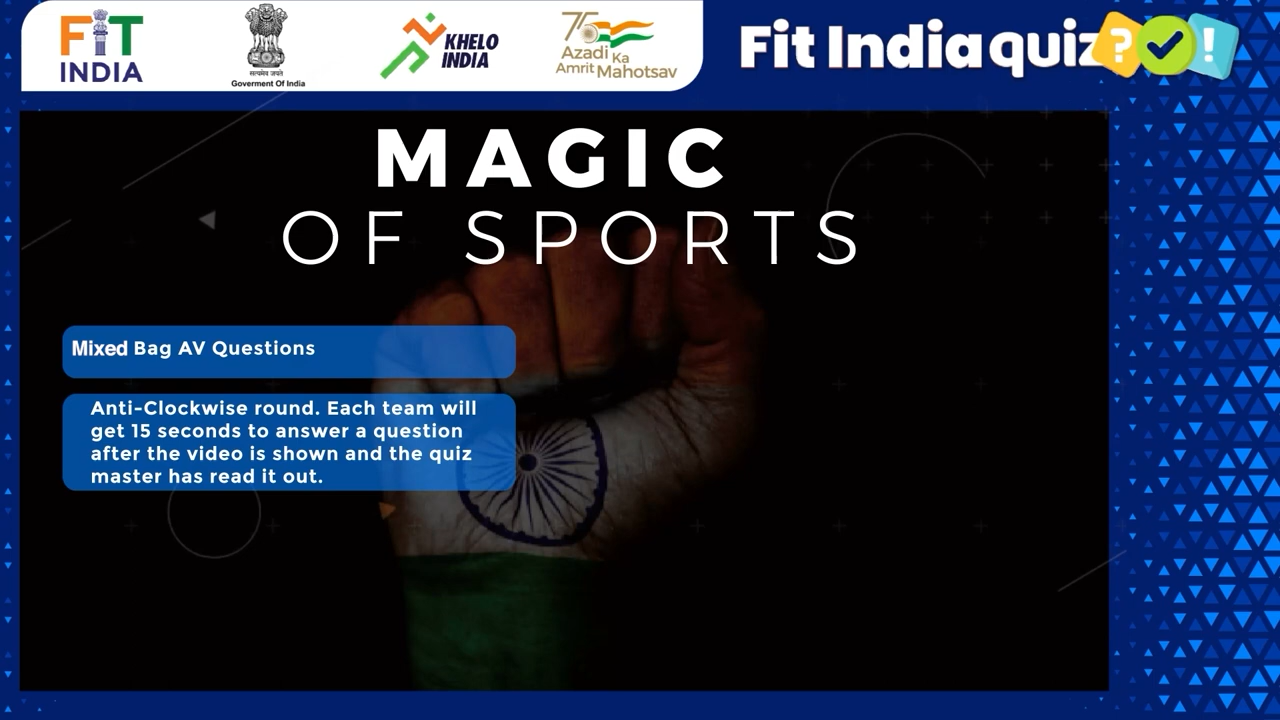 FIT
INDIA
सत्यमेव जयते
Goverment Of India
KHELO
INDIA
75
Azadi Ka
Amrit Mahotsav
Fit India quiz ? !
MAGIC
OF SPORTS
Mixed Bag AV Questions
Anti-Clockwise round. Each team will
get 15 seconds to answer a question
after the video is shown and the quiz
master has read it out.